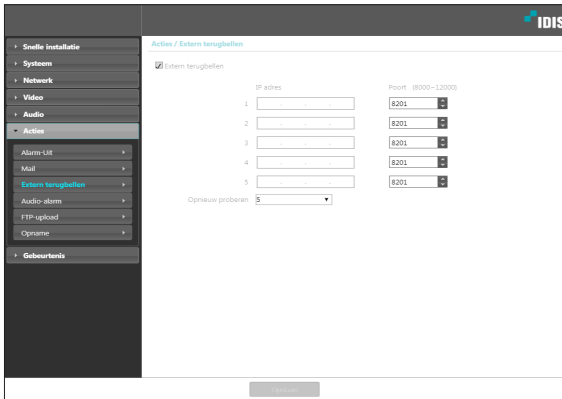 IDIS
Snelle installatie
Systeem
Netwerk
Video
Audio
Acties
Alarm-Uit
Mail
Extern terugbellen
Audio-alarm
FTP-upload
Opname
Gebeurtenis
Acties / Extern terugbellen
Extern terugbellen
IP adres Poort (8000~12000)
1 . . . 8201
2 . . . 8201
3 . . . 8201
4 . . . 8201
5 . . . 8201
Opnieuw proberen 5